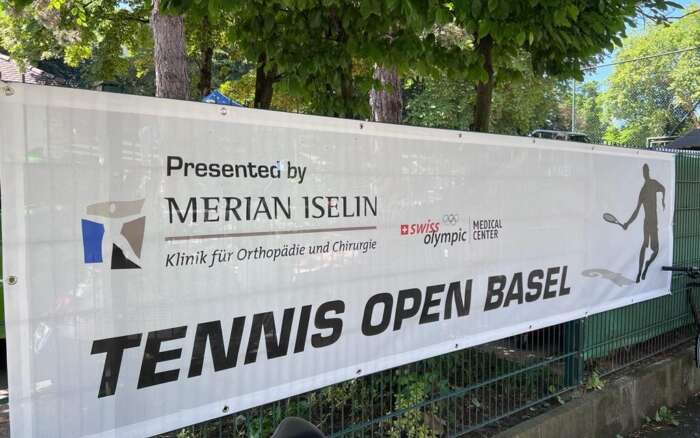 Presented by
MERIAN ISELIN
Klinik für Orthopädie und Chirurgie
swiss olympic
MEDICAL CENTER
TENNIS OPEN BASEL